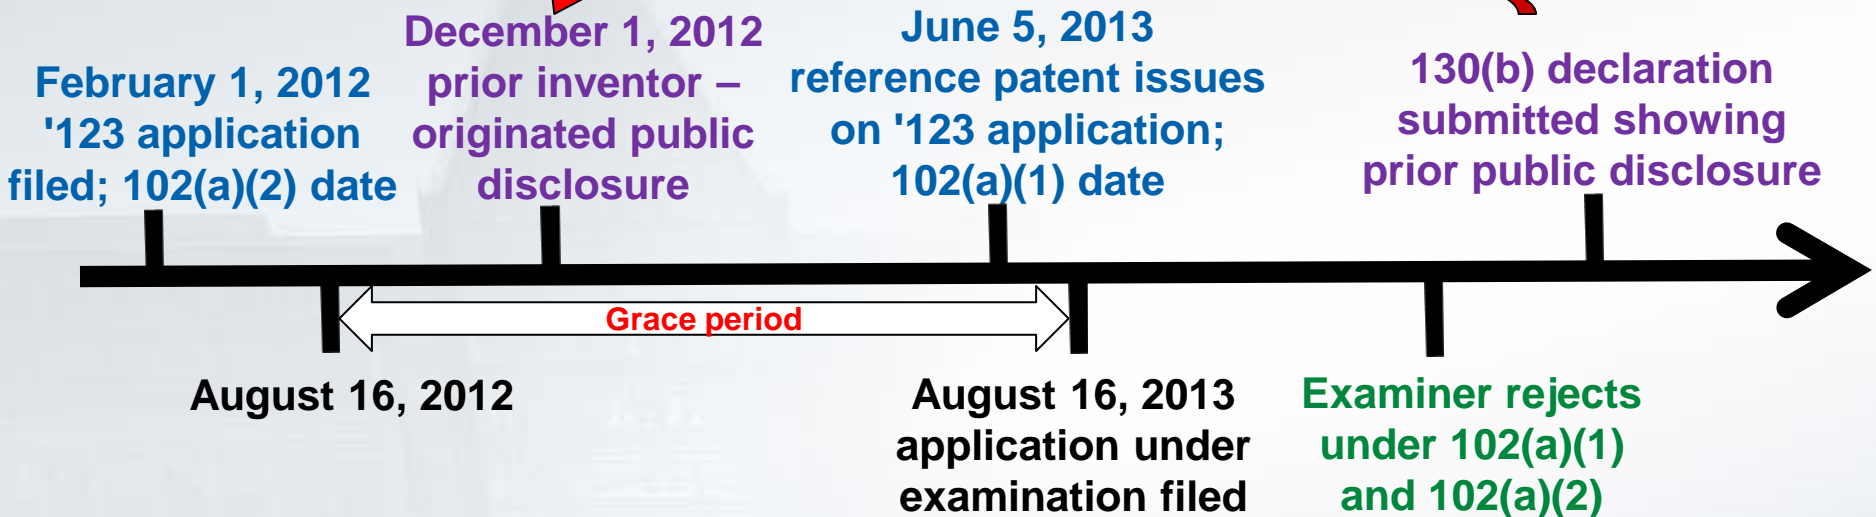 February 1, 2012
'123 application
filed; 102(a)(2) date
December 1, 2012
prior inventor –
originated public
disclosure
June 5, 2013
reference patent issues
on '123 application;
102(a)(1) date
130(b) declaration
submitted showing
prior public disclosure
Grace period
August 16, 2012
August 16, 2013
application under
examination filed
Examiner rejects
under 102(a)(1)
and 102(a)(2)